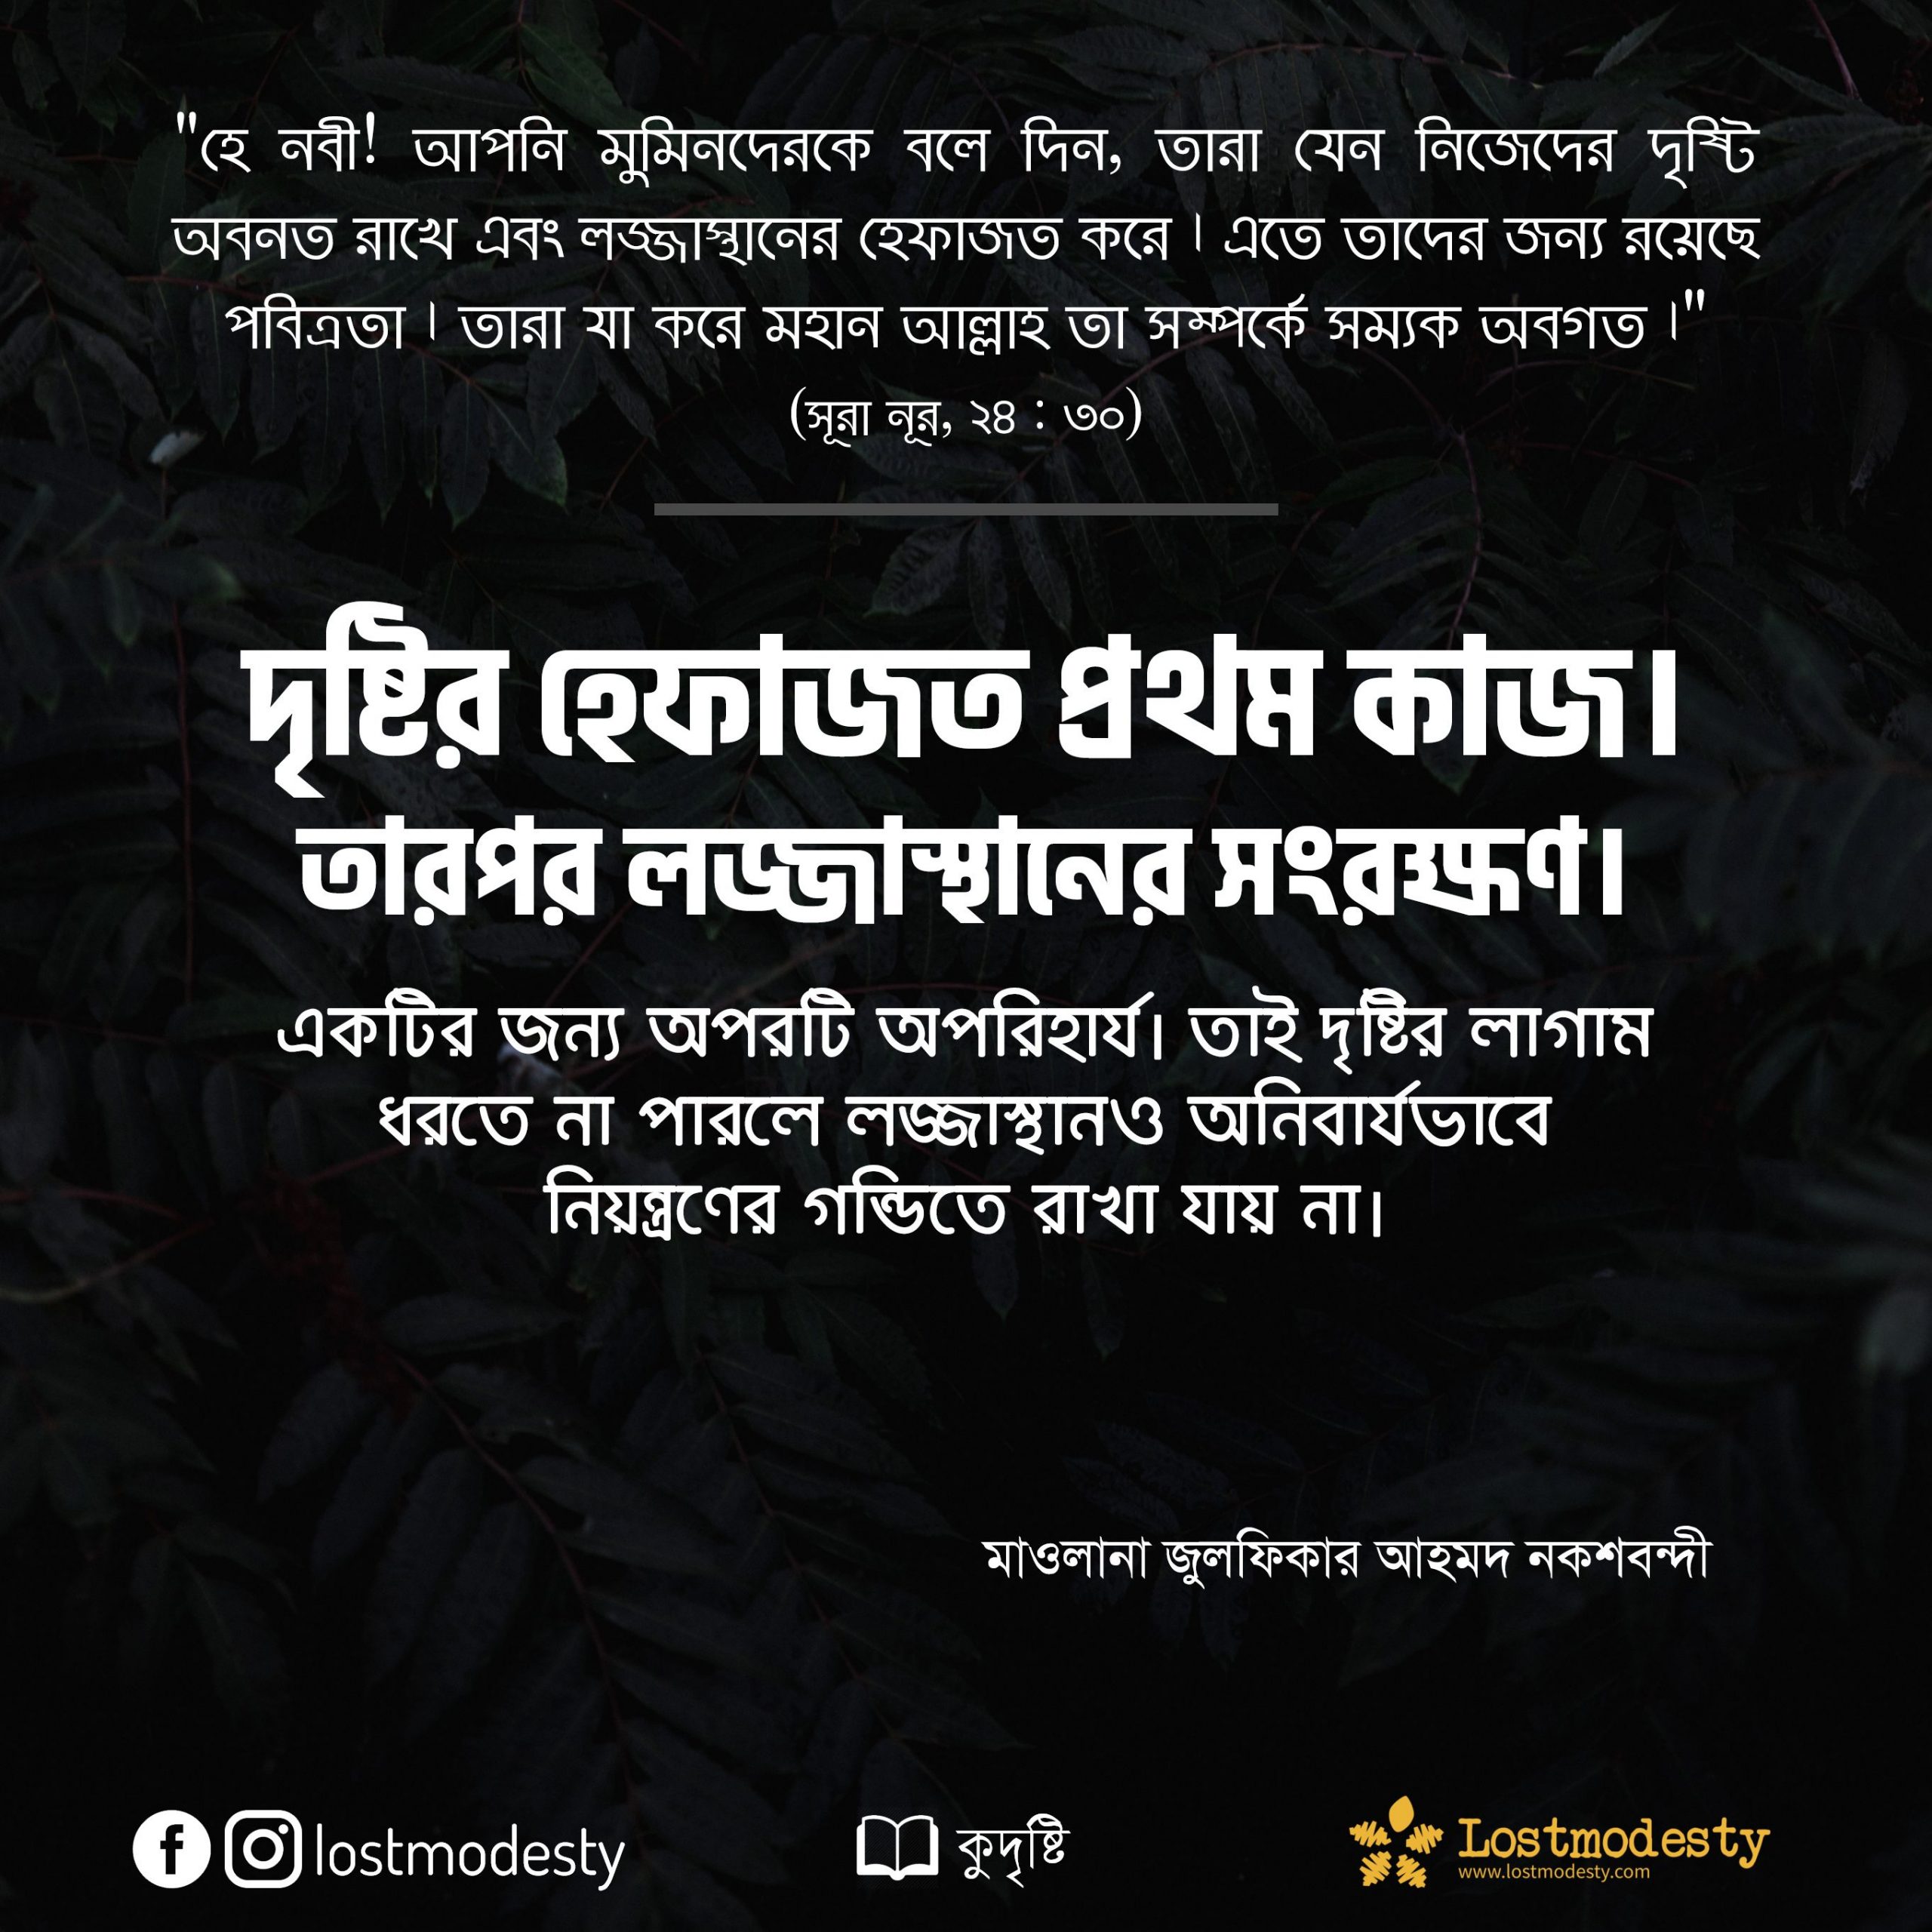 "হে নবী! আপনি মুমিনদেরকে বলে দিন, তারা যেন নিজেদের দৃষ্টি
অবনত রাখে এবং লজ্জাস্থানের হেফাজত করে। এতে তাদের জন্য রয়েছে
পবিত্রতা। তারা যা করে মহান আল্লাহ তা সম্পর্কে সম্যক অবগত।"
(সূরা নূর, ২৪ : ৩০)
দৃষ্টির হেফাজত প্রথম কাজ।
তারপর লজ্জাস্থানের সংরক্ষণ।
একটির জন্য অপরটি অপরিহার্য। তাই দৃষ্টির লাগাম
ধরতে না পারলে লজ্জাস্থানও অনিবার্যভাবে
নিয়ন্ত্রণের গন্ডিতে রাখা যায় না।
মাওলানা জুলফিকার আহমদ নকশবন্দী
lostmodesty
কুদৃষ্টি
Lostmodesty
www.lostmodesty.com